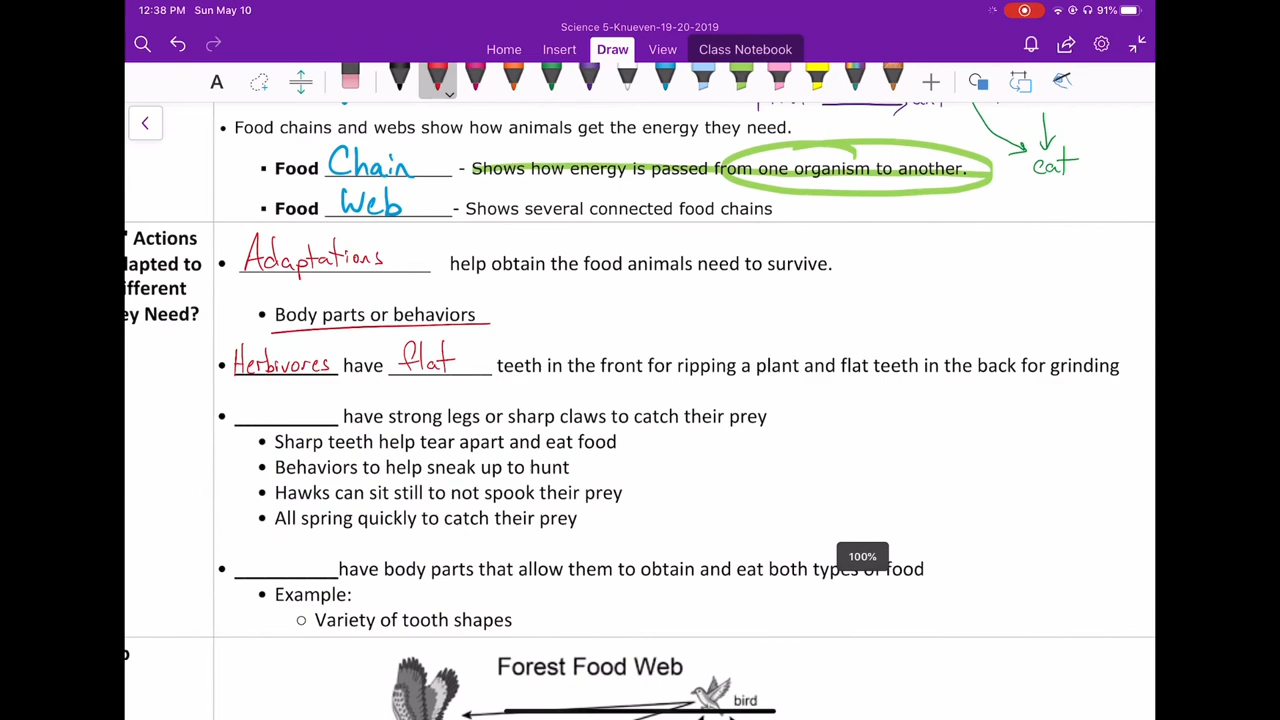 12:38 PM Sun May 10
91%
Science 5-Knueven-19-20-2019
Home Insert Draw View Class Notebook
A
• Food chains and webs show how animals get the energy they need.
▪ Food Chain - Shows how energy is passed from one organism to another.
cat
▪ Food Web - Shows several connected food chains
Actions
dapted to
ifferent
ey Need?
• Adaptations help obtain the food animals need to survive.
• Body parts or behaviors
• Herbivores have flat teeth in the front for ripping a plant and flat teeth in the back for grinding
• __________ have strong legs or sharp claws to catch their prey
• Sharp teeth help tear apart and eat food
• Behaviors to help sneak up to hunt
• Hawks can sit still to not spook their prey
• All spring quickly to catch their prey
100%
• __________have body parts that allow them to obtain and eat both types of food
• Example:
○ Variety of tooth shapes
Forest Food Web
bird